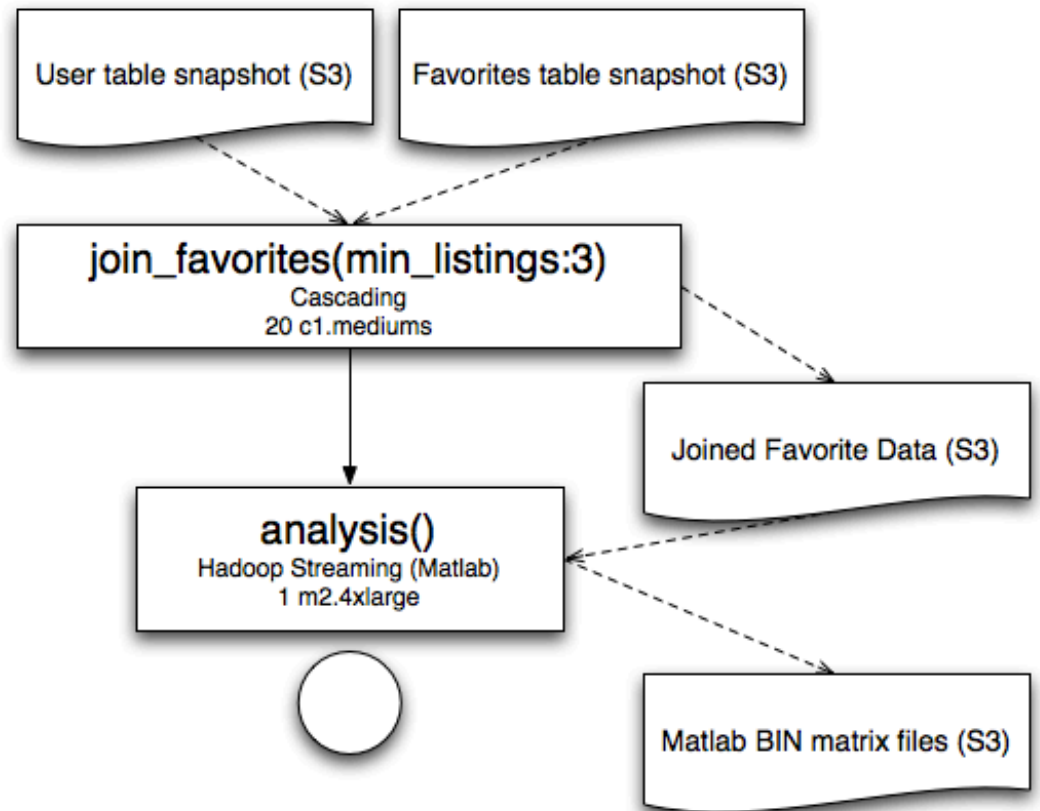 User table snapshot (S3)
Favorites table snapshot (S3)
join_favorites(min_listings:3)
Cascading
20 c1.mediums
Joined Favorite Data (S3)
analysis()
Hadoop Streaming (Matlab)
1 m2.4xlarge
Matlab BIN matrix files (S3)